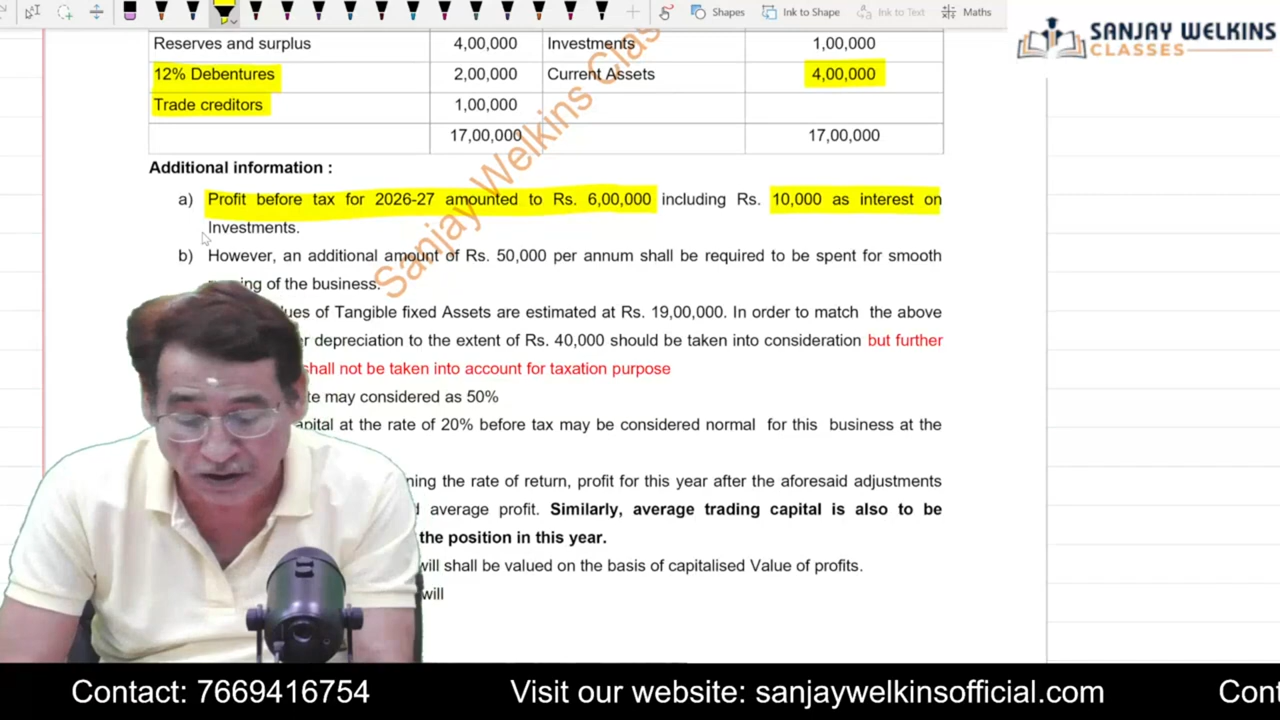 Shapes Ink to Shape Ink to Text Maths
SANJAY WELKINS
CLASSES
Reserves and surplus 4,00,000 Investments 1,00,000
12% Debentures 2,00,000 Current Assets 4,00,000
Trade creditors 1,00,000
17,00,000 17,00,000
Sanjay Welkins Clas
Additional information :
a) Profit before tax for 2026-27 amounted to Rs. 6,00,000 including Rs. 10,000 as interest on
Investments.
b) However, an additional amount of Rs. 50,000 per annum shall be required to be spent for smooth
of the business.
of Tangible fixed Assets are estimated at Rs. 19,00,000. In order to match the above
depreciation to the extent of Rs. 40,000 should be taken into consideration but further
shall not be taken into account for taxation purpose
may considered as 50%
at the rate of 20% before tax may be considered normal for this business at the
the rate of return, profit for this year after the aforesaid adjustments
average profit. Similarly, average trading capital is also to be
the position in this year.
shall be valued on the basis of capitalised Value of profits.
will
Contact: 7669416754 Visit our website: sanjaywelkinsofficial.com Cont